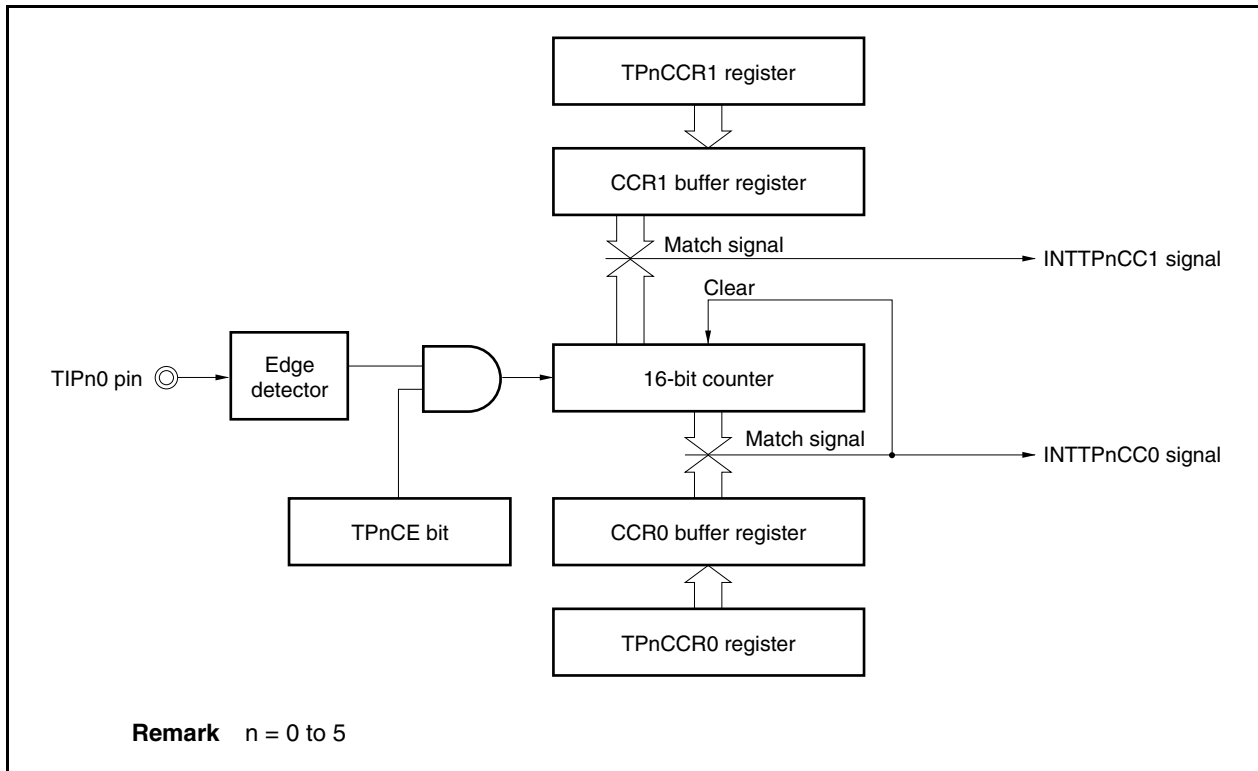 TPnCCR1 register
CCR1 buffer register
Match signal
INTTPnCC1 signal
Clear
TIPn0 pin
Edge
detector
16-bit counter
Match signal
INTTPnCC0 signal
TPnCE bit
CCR0 buffer register
TPnCCR0 register
Remark n = 0 to 5